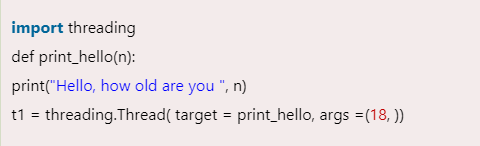 import threading
def print_hello(n):
print("Hello, how old are you ", n)
t1 = threading.Thread( target = print_hello, args =(18, ))